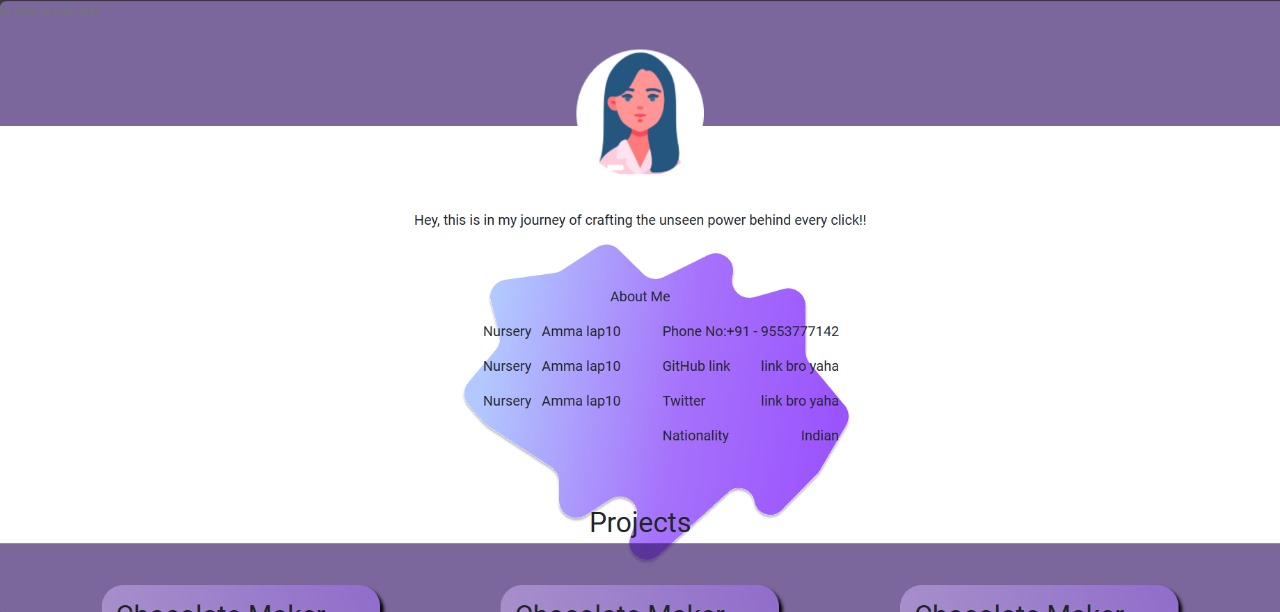 Hey, this is in my journey of crafting the unseen power behind every click!!
About Me
Nursery Amma lap10 Phone No:+91 - 9553777142
Nursery Amma lap10 GitHub link link bro yaha
Nursery Amma lap10 Twitter link bro yaha
Nationality Indian
Projects
Chocolate Maker Chocolate Maker Chocolate Maker